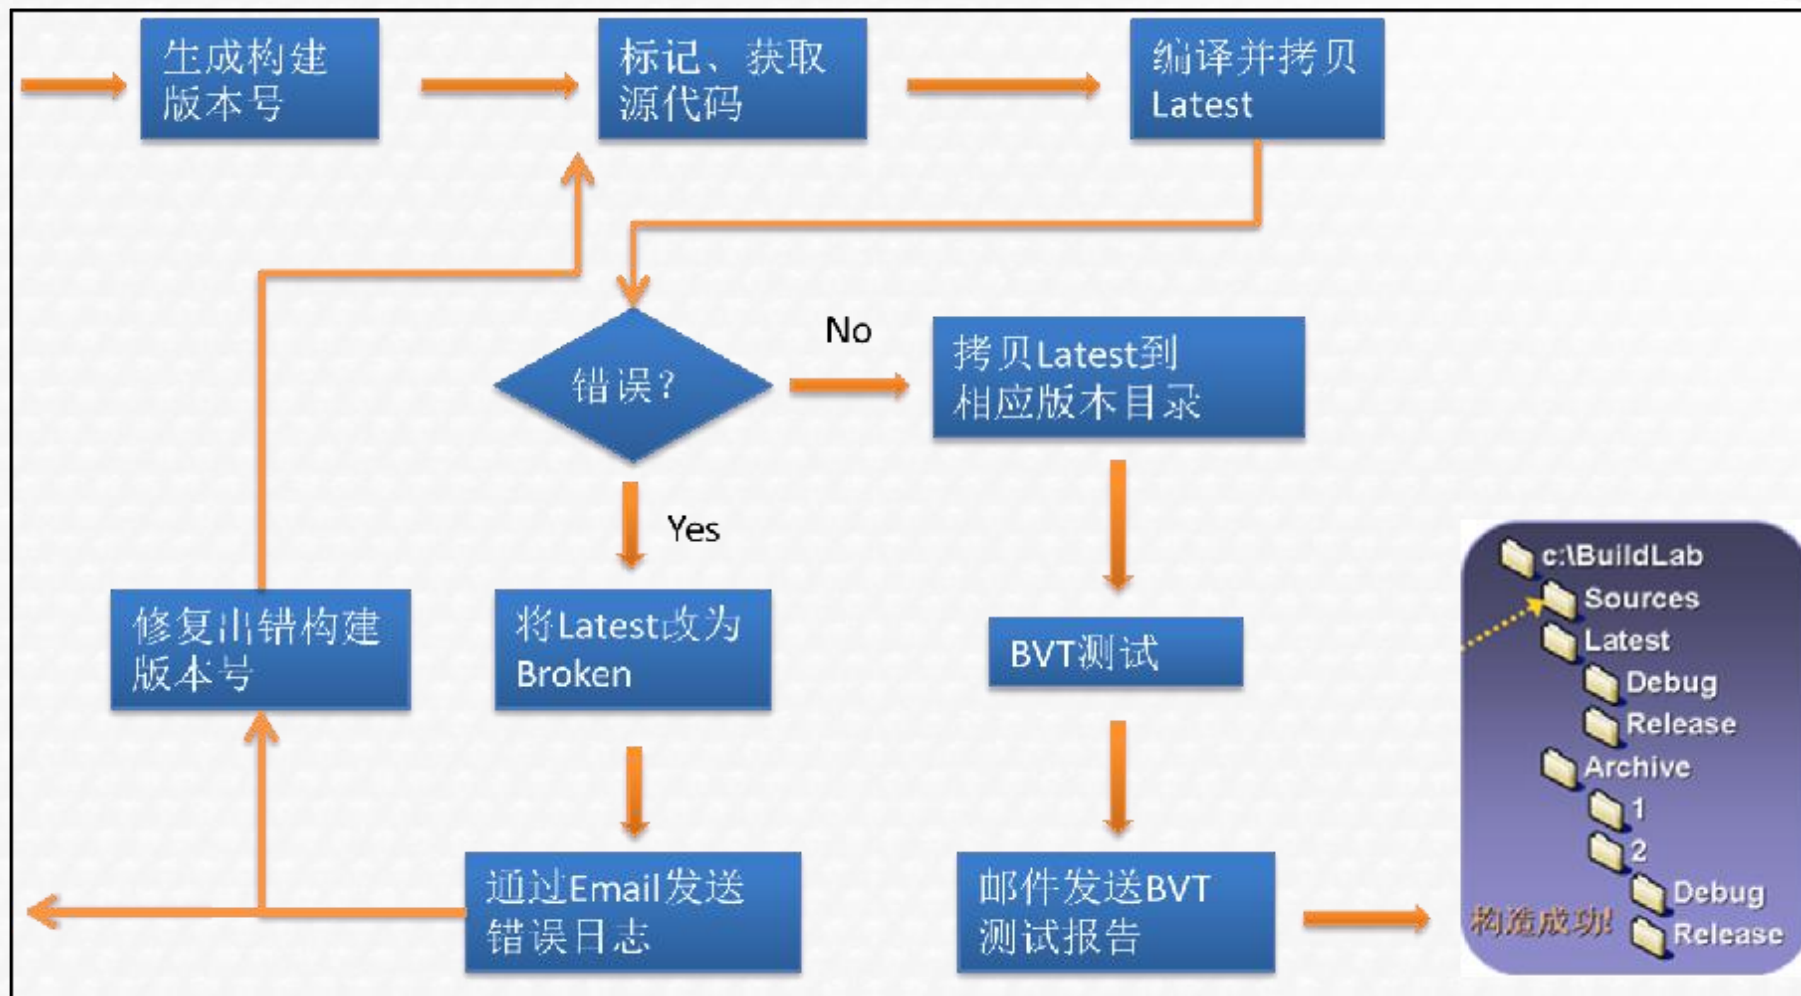 生成构建
版本号
标记、获取
源代码
编译并拷贝
Latest
错误?
No
拷贝Latest到
相应版本目录
Yes
修复出错构建
版本号
将Latest改为
Broken
BVT测试
通过Email发送
错误日志
邮件发送BVT
测试报告
c:\BuildLab
Sources
Latest
Debug
Release
Archive
1
2
Debug
Release
构造成功!